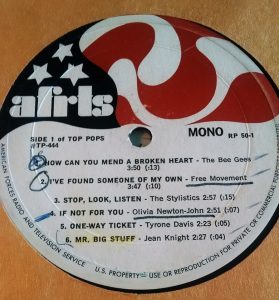 afrts
SIDE 1 of TOP POPS
#TP-444
MONO
RP 50-1
1. HOW CAN YOU MEND A BROKEN HEART - The Bee Gees
3:50 (:13)
2. I'VE FOUND SOMEONE OF MY OWN - Free Movement
3:47 (:10)
3. STOP, LOOK, LISTEN - The Stylistics 2:57 (:15)
4. IF NOT FOR YOU - Olivia Newton-John 2:51 (:07)
5. ONE-WAY TICKET - Tyrone Davis 2:23 (:03)
6. MR. BIG STUFF - Jean Knight 2:27 (:04)
AMERICAN FORCES RADIO AND TELEVISION SERVICE
U.S. PROPERTY
USE OR REPRODUCTION FOR PRIVATE OR COMMERCIAL